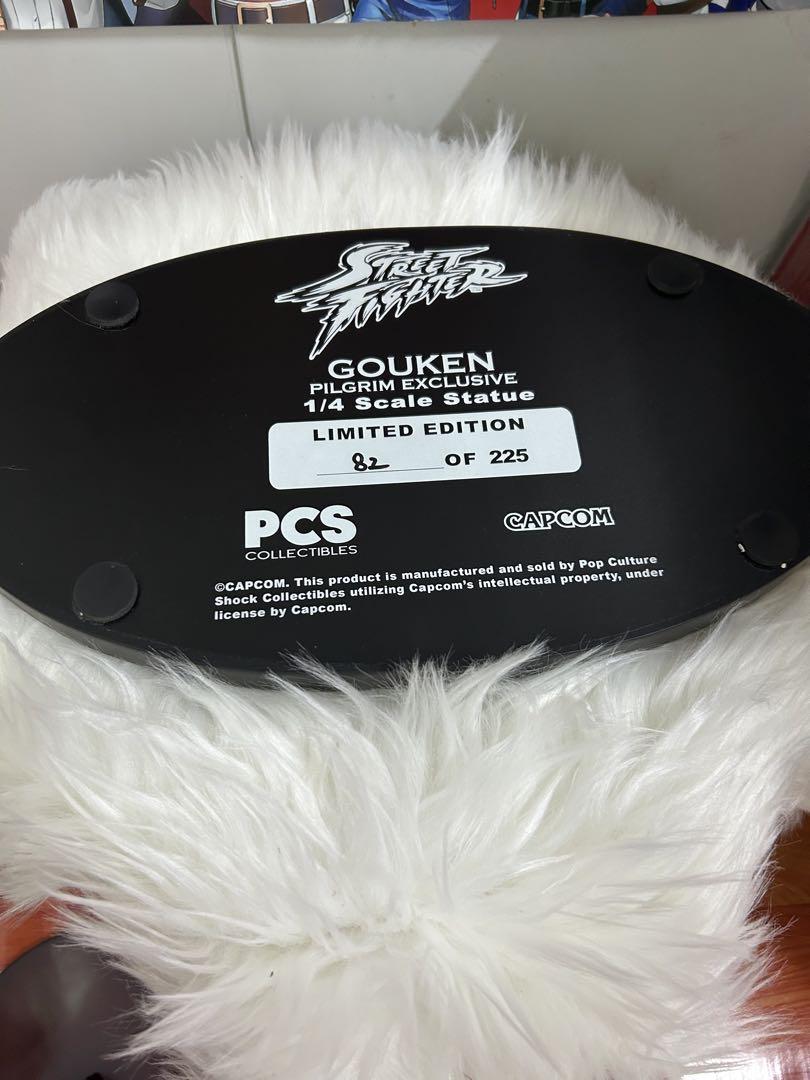 STREET
FIGHTER
GOUKEN
PILGRIM EXCLUSIVE
1/4 Scale Statue
LIMITED EDITION
82 OF 225
PCS
COLLECTIBLES
CAPCOM
©CAPCOM. This product is manufactured and sold by Pop Culture
Shock Collectibles utilizing Capcom's intellectual property, under
license by Capcom.